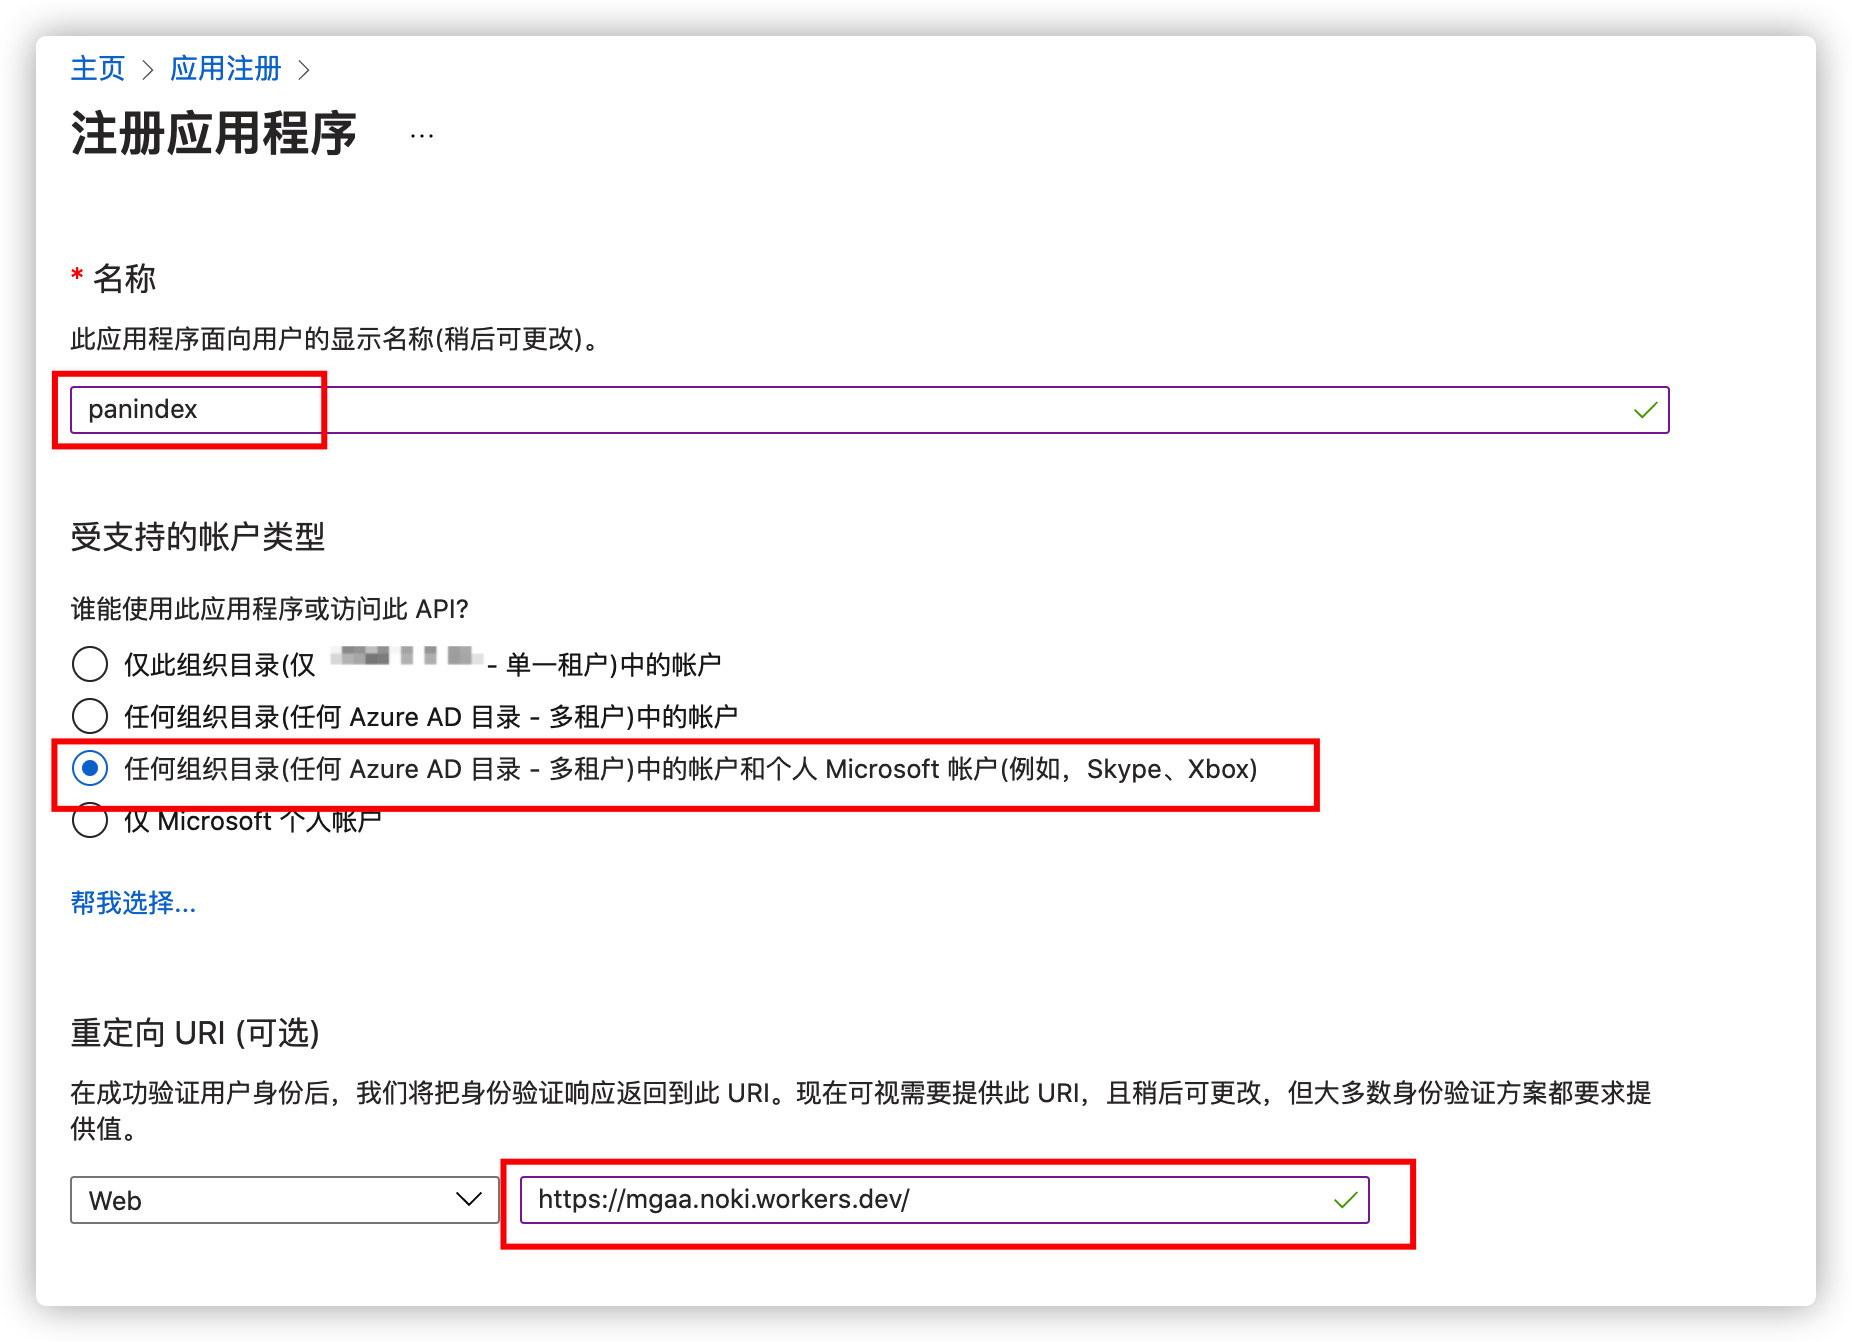 主页 > 应用注册 >
注册应用程序 ...
* 名称
此应用程序面向用户的显示名称(稍后可更改)。
panindex
受支持的帐户类型
谁能使用此应用程序或访问此 API?
仅此组织目录(仅 - 单一租户)中的帐户
任何组织目录(任何 Azure AD 目录 - 多租户)中的帐户
任何组织目录(任何 Azure AD 目录 - 多租户)中的帐户和个人 Microsoft 帐户(例如，Skype、Xbox)
仅 Microsoft 个人帐户
帮我选择...
重定向 URI (可选)
在成功验证用户身份后，我们将把身份验证响应返回到此 URI。现在可视需要提供此 URI，且稍后可更改，但大多数身份验证方案都要求提
供值。
Web
https://mgaa.noki.workers.dev/